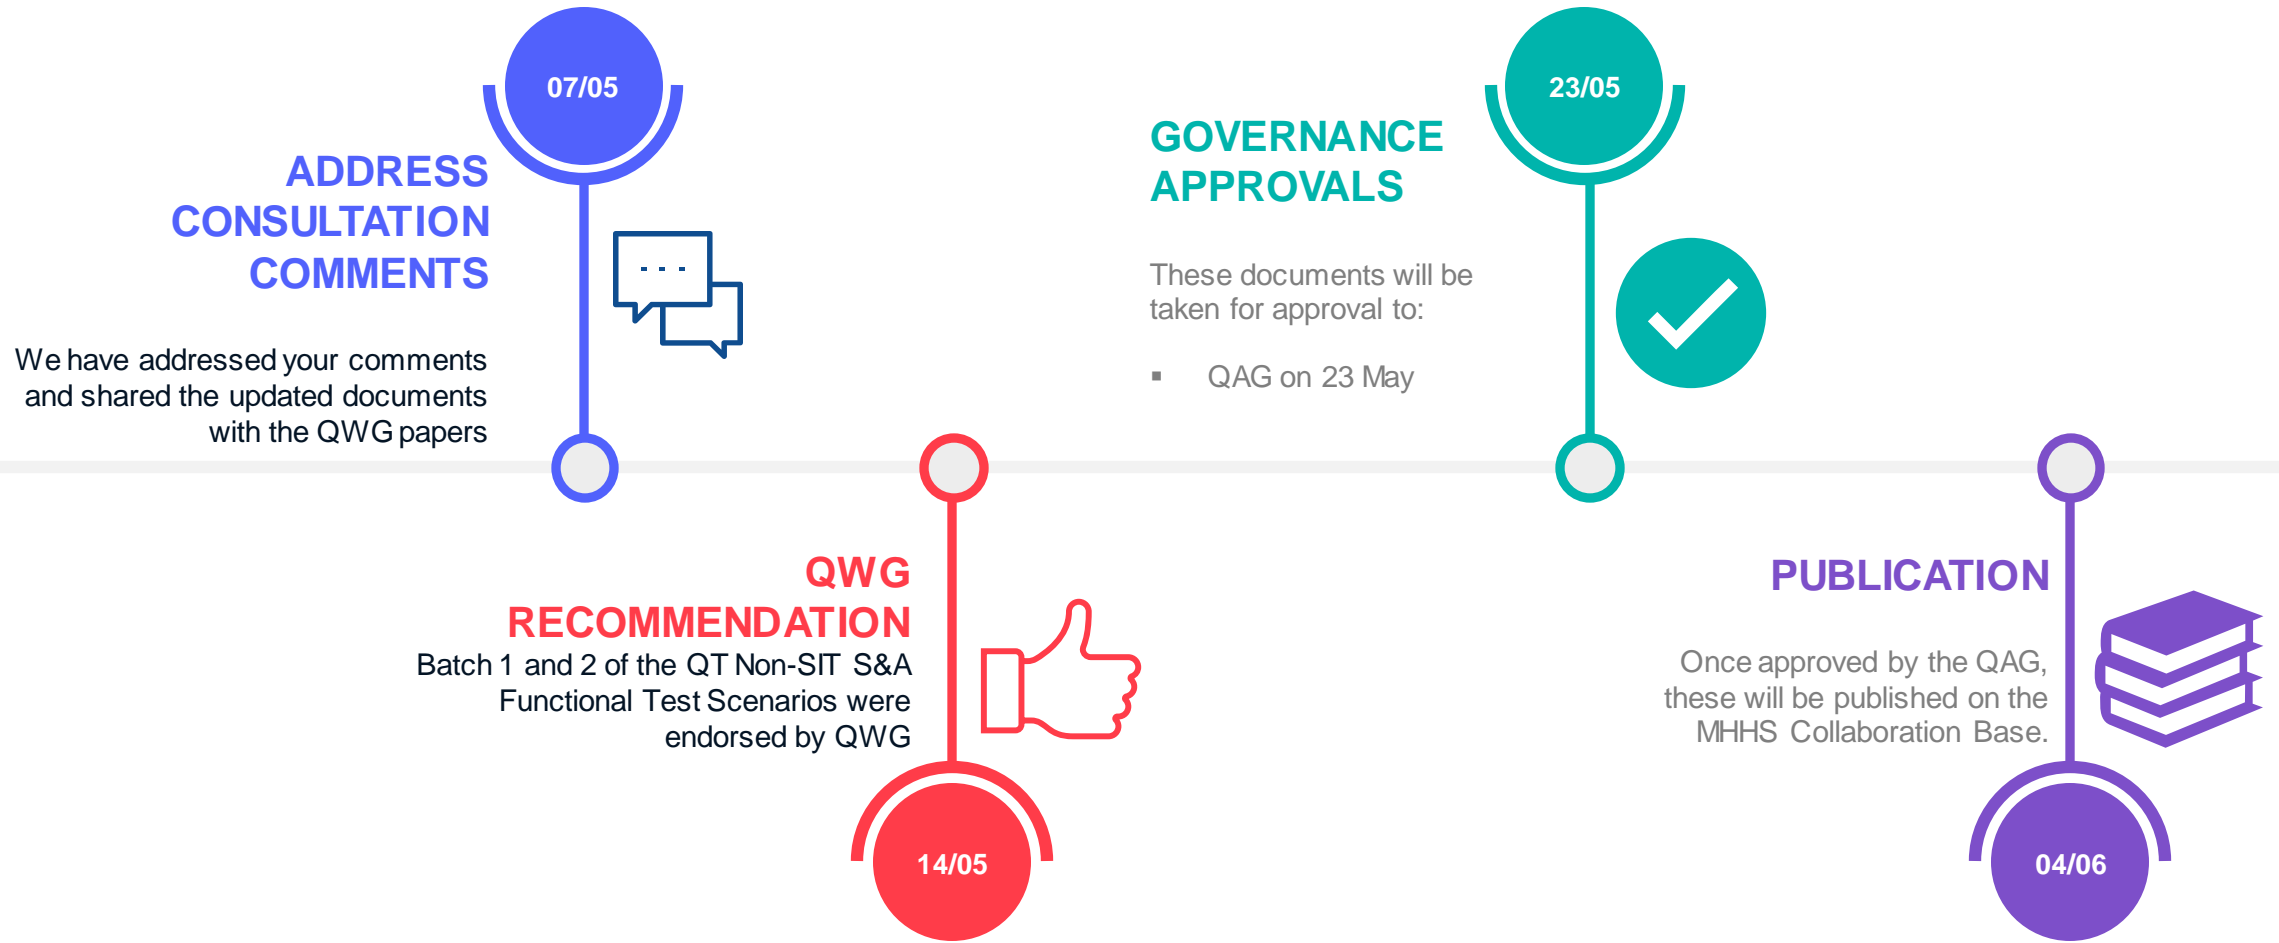 07/05
ADDRESS
CONSULTATION
COMMENTS
We have addressed your comments
and shared the updated documents
with the QWG papers
14/05
QWG
RECOMMENDATION
Batch 1 and 2 of the QT Non-SIT S&A
Functional Test Scenarios were
endorsed by QWG
23/05
GOVERNANCE
APPROVALS
These documents will be
taken for approval to:
▪ QAG on 23 May
04/06
PUBLICATION
Once approved by the QAG,
these will be published on the
MHHS Collaboration Base.